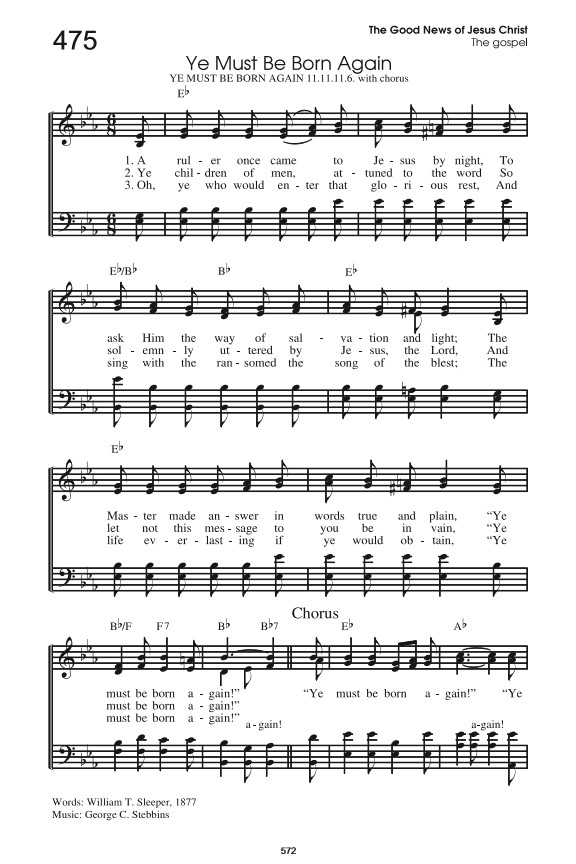 475
The Good News of Jesus Christ
The gospel
Ye Must Be Born Again
YE MUST BE BORN AGAIN 11.11.11.6. with chorus
E♭
1. A rul - er once came to Je - sus by night, To
2. Ye chil - dren of men, at - tuned to the word So
3. Oh, ye who would en - ter that glo - ri - ous rest, And
E♭/B♭ B♭ E♭
ask Him the way of sal - va - tion and light; The
sol - emn - ly ut - tered by Je - sus, the Lord, And
sing with the ran - somed the song of the blest; The
E♭
Mas - ter made an - swer in words true and plain, “Ye
let not this mes - sage to you be in vain, “Ye
life ev - er - last - ing if ye would ob - tain, “Ye
Chorus
B♭/F F7 B♭ B♭7 E♭ A♭
must be born a - gain!” “Ye must be born a - gain!” “Ye
must be born a - gain!”
must be born a - gain!”
a-gain! a-gain!
Words: William T. Sleeper, 1877
Music: George C. Stebbins
572